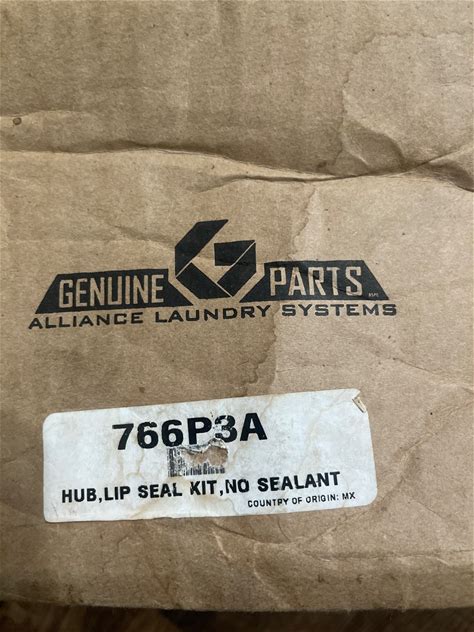 GENUINE PARTS
ALLIANCE LAUNDRY SYSTEMS
766P3A
HUB,LIP SEAL KIT,NO SEALANT
COUNTRY OF ORIGIN: MX